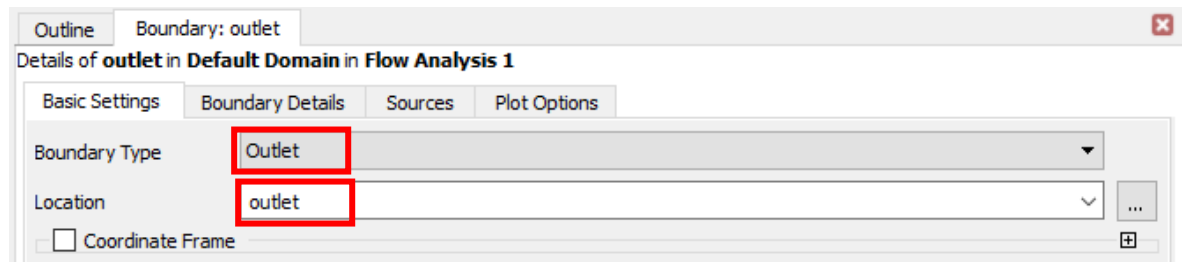 Outline Boundary: outlet
Details of outlet in Default Domain in Flow Analysis 1
Basic Settings Boundary Details Sources Plot Options
Boundary Type Outlet
Location outlet ...
Coordinate Frame